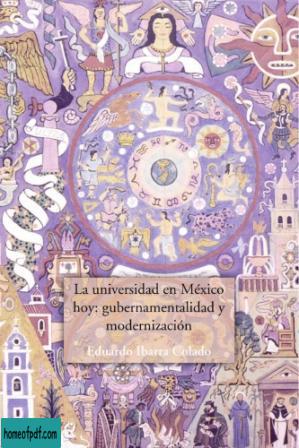 La universidad en México
hoy: gubernamentalidad y
modernización
Eduardo Ibarra Colado
homeofpdf.com